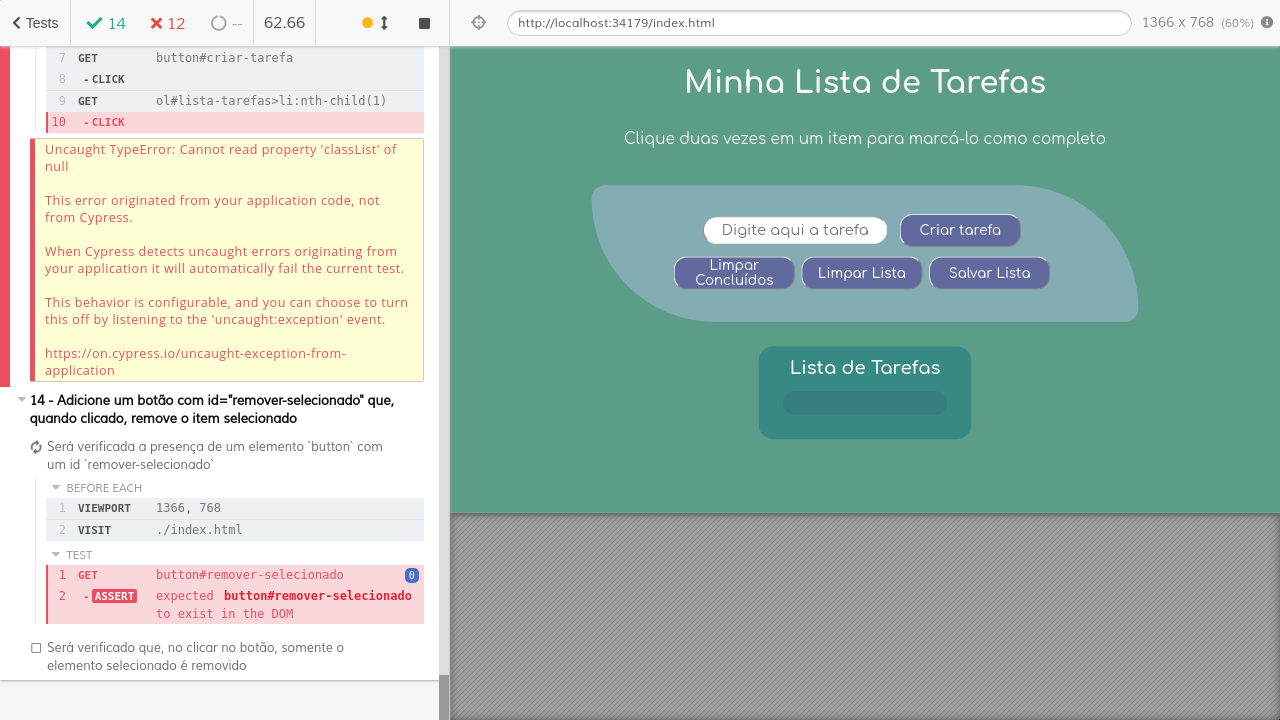 Tests
14
12
--
62.66
http://localhost:34179/index.html
1366 x 768 (60%)
7 GET button#criar-tarefa
8 - CLICK
9 GET ol#lista-tarefas>li:nth-child(1)
10 - CLICK
Uncaught TypeError: Cannot read property 'classList' of
null
This error originated from your application code, not
from Cypress.
When Cypress detects uncaught errors originating from
your application it will automatically fail the current test.
This behavior is configurable, and you can choose to turn
this off by listening to the 'uncaught:exception' event.
https://on.cypress.io/uncaught-exception-from-
application
14 - Adicione um botão com id="remover-selecionado" que,
quando clicado, remove o item selecionado
Será verificada a presença de um elemento `button` com
um id `remover-selecionado`
BEFORE EACH
1 VIEWPORT 1366, 768
2 VISIT ./index.html
TEST
1 GET button#remover-selecionado 0
2 - ASSERT expected button#remover-selecionado
to exist in the DOM
Será verificado que, no clicar no botão, somente o
elemento selecionado é removido
Minha Lista de Tarefas
Clique duas vezes em um item para marcá-lo como completo
Digite aqui a tarefa
Criar tarefa
Limpar
Concluídos
Limpar Lista
Salvar Lista
Lista de Tarefas